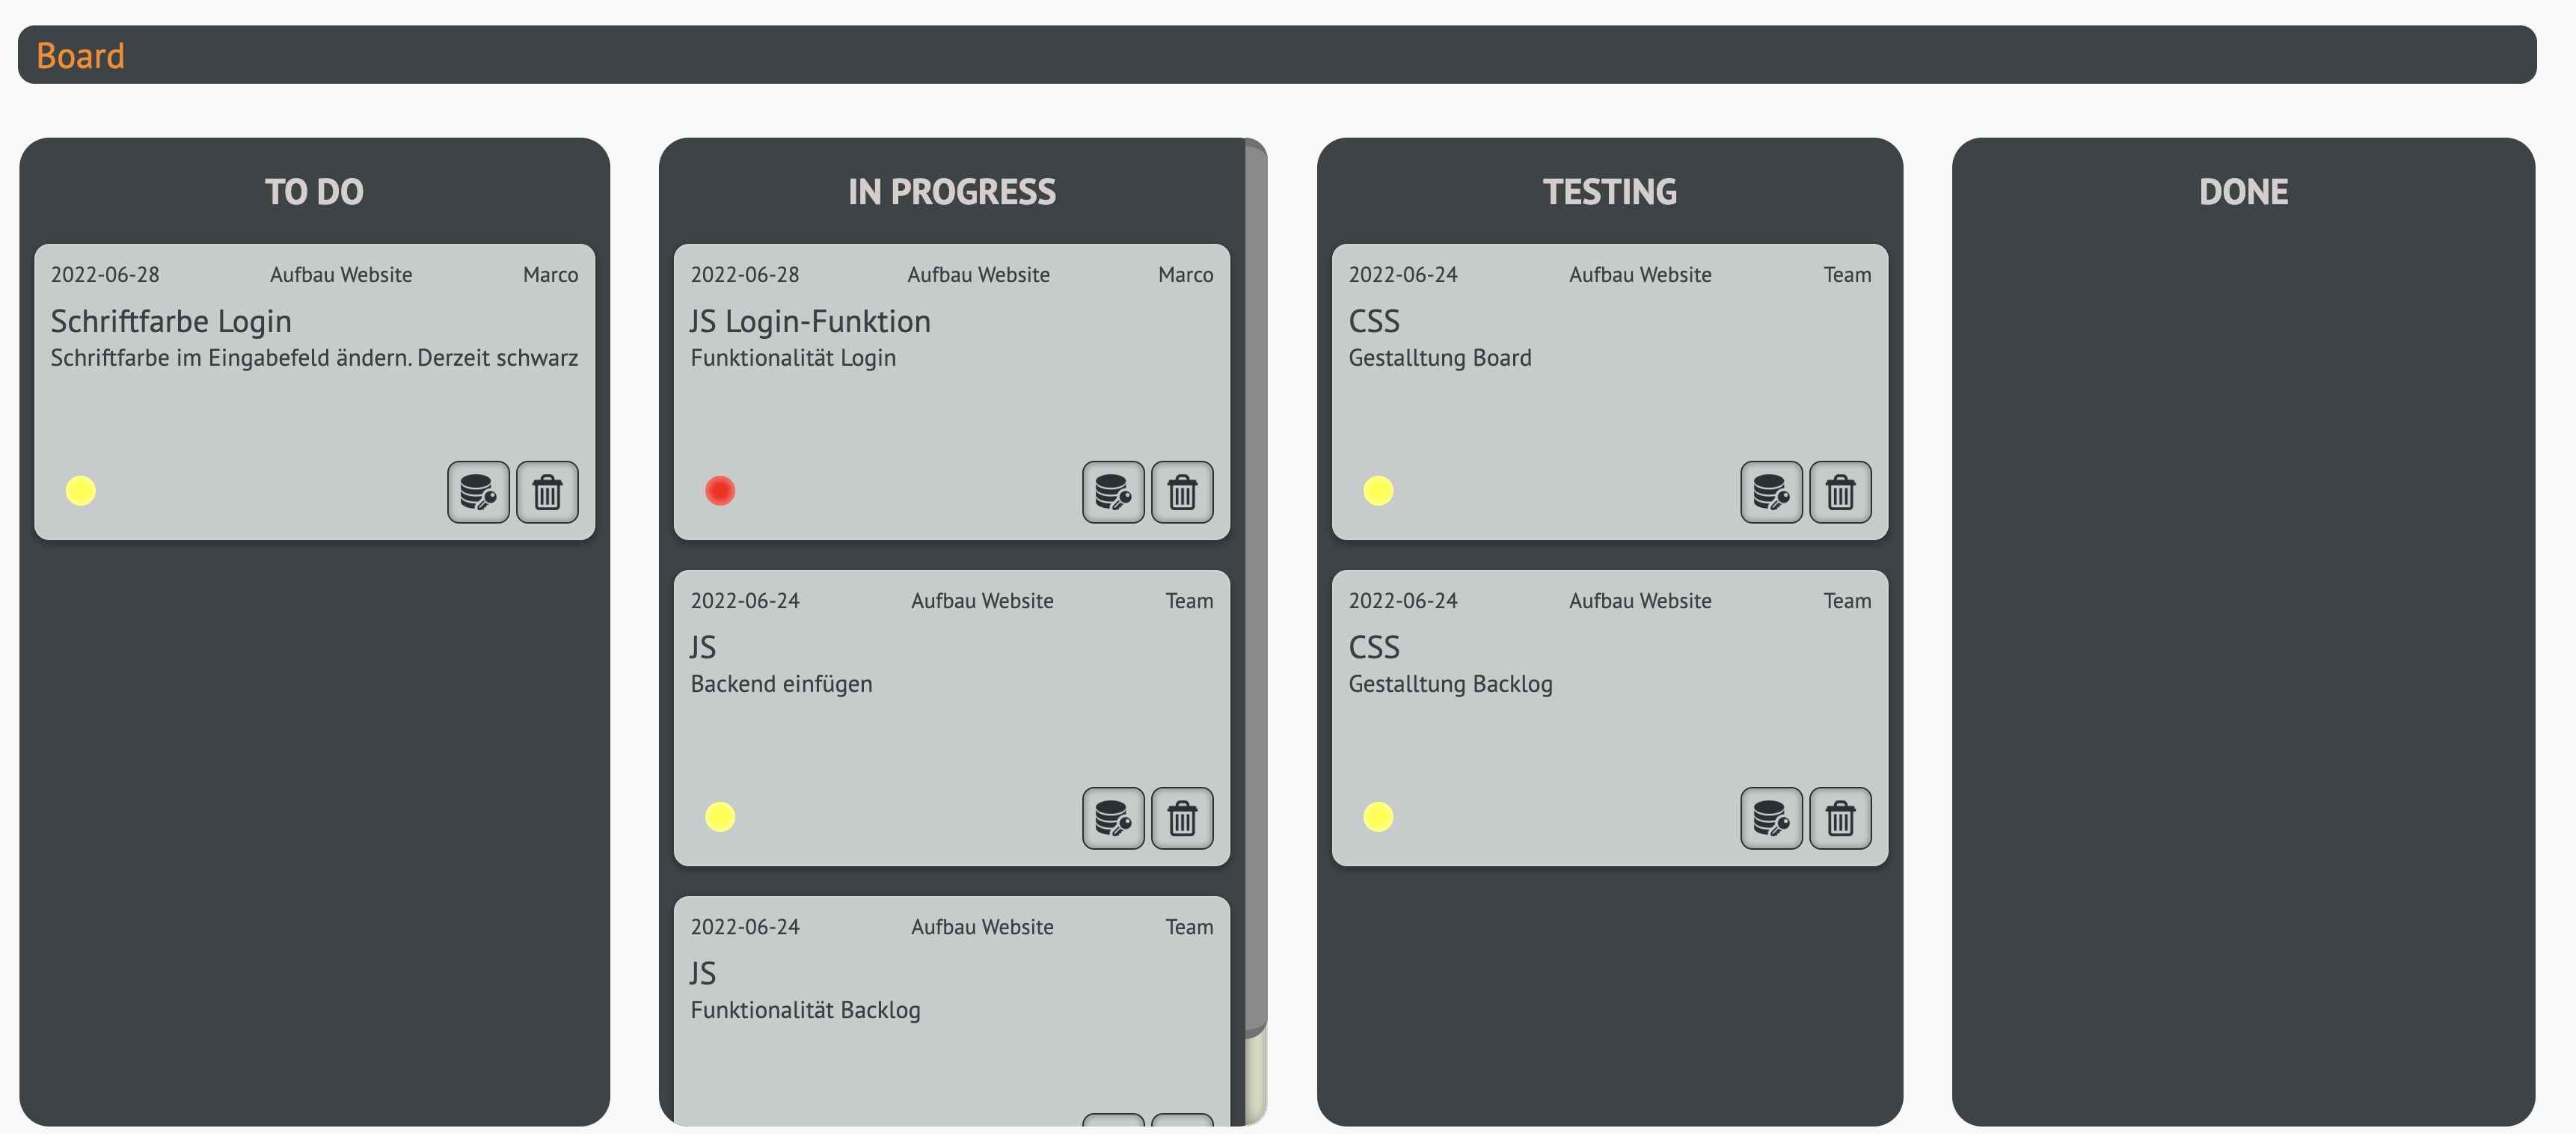 Board
TO DO
2022-06-28 Aufbau Website Marco
Schriftfarbe Login
Schriftfarbe im Eingabefeld ändern. Derzeit schwarz
IN PROGRESS
2022-06-28 Aufbau Website Marco
JS Login-Funktion
Funktionalität Login
2022-06-24 Aufbau Website Team
JS
Backend einfügen
2022-06-24 Aufbau Website Team
JS
Funktionalität Backlog
TESTING
2022-06-24 Aufbau Website Team
CSS
Gestalltung Board
2022-06-24 Aufbau Website Team
CSS
Gestalltung Backlog
DONE